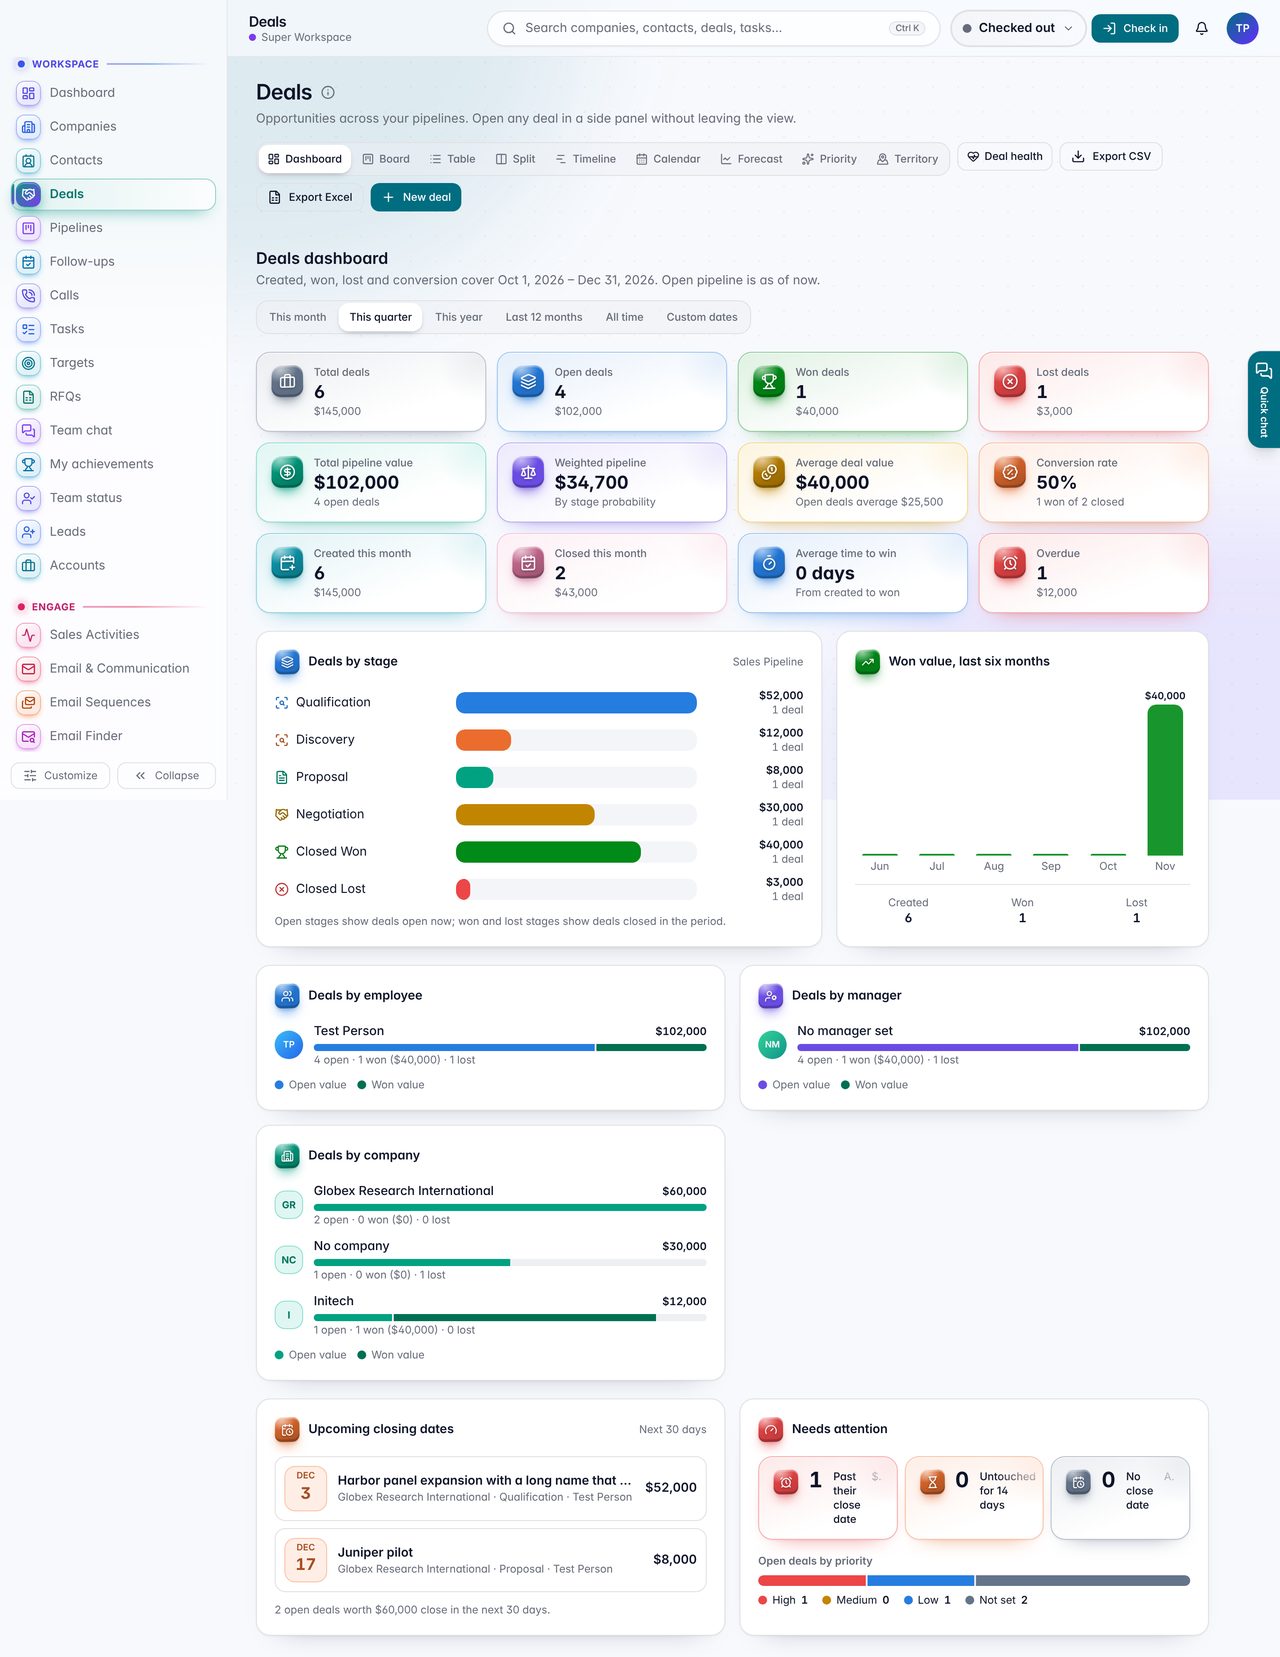 Deals
Super Workspace
Search companies, contacts, deals, tasks...
Ctrl K
Checked out
Check in
TP
WORKSPACE
Dashboard
Companies
Contacts
Deals
Pipelines
Follow-ups
Calls
Tasks
Targets
RFQs
Team chat
My achievements
Team status
Leads
Accounts
ENGAGE
Sales Activities
Email & Communication
Email Sequences
Email Finder
Customize
Collapse
Deals
Opportunities across your pipelines. Open any deal in a side panel without leaving the view.
Dashboard
Board
Table
Split
Timeline
Calendar
Forecast
Priority
Territory
Deal health
Export CSV
Export Excel
New deal
Deals dashboard
Created, won, lost and conversion cover Oct 1, 2026 – Dec 31, 2026. Open pipeline is as of now.
This month
This quarter
This year
Last 12 months
All time
Custom dates
Total deals
6
$145,000
Open deals
4
$102,000
Won deals
1
$40,000
Lost deals
1
$3,000
Total pipeline value
$102,000
4 open deals
Weighted pipeline
$34,700
By stage probability
Average deal value
$40,000
Open deals average $25,500
Conversion rate
50%
1 won of 2 closed
Created this month
6
$145,000
Closed this month
2
$43,000
Average time to win
0 days
From created to won
Overdue
1
$12,000
Quick chat
Deals by stage
Sales Pipeline
Qualification
$52,000
1 deal
Discovery
$12,000
1 deal
Proposal
$8,000
1 deal
Negotiation
$30,000
1 deal
Closed Won
$40,000
1 deal
Closed Lost
$3,000
1 deal
Open stages show deals open now; won and lost stages show deals closed in the period.
Won value, last six months
$40,000
Jun
Jul
Aug
Sep
Oct
Nov
Created
6
Won
1
Lost
1
Deals by employee
TP
Test Person
$102,000
4 open · 1 won ($40,000) · 1 lost
Open value
Won value
Deals by manager
NM
No manager set
$102,000
4 open · 1 won ($40,000) · 1 lost
Open value
Won value
Deals by company
GR
Globex Research International
$60,000
2 open · 0 won ($0) · 0 lost
NC
No company
$30,000
1 open · 0 won ($0) · 1 lost
I
Initech
$12,000
1 open · 1 won ($40,000) · 0 lost
Open value
Won value
Upcoming closing dates
Next 30 days
DEC
3
Harbor panel expansion with a long name that ...
Globex Research International · Qualification · Test Person
$52,000
DEC
17
Juniper pilot
Globex Research International · Proposal · Test Person
$8,000
2 open deals worth $60,000 close in the next 30 days.
Needs attention
1
Past their close date
$.
0
Untouched for 14 days
0
No close date
A.
Open deals by priority
High 1
Medium 0
Low 1
Not set 2